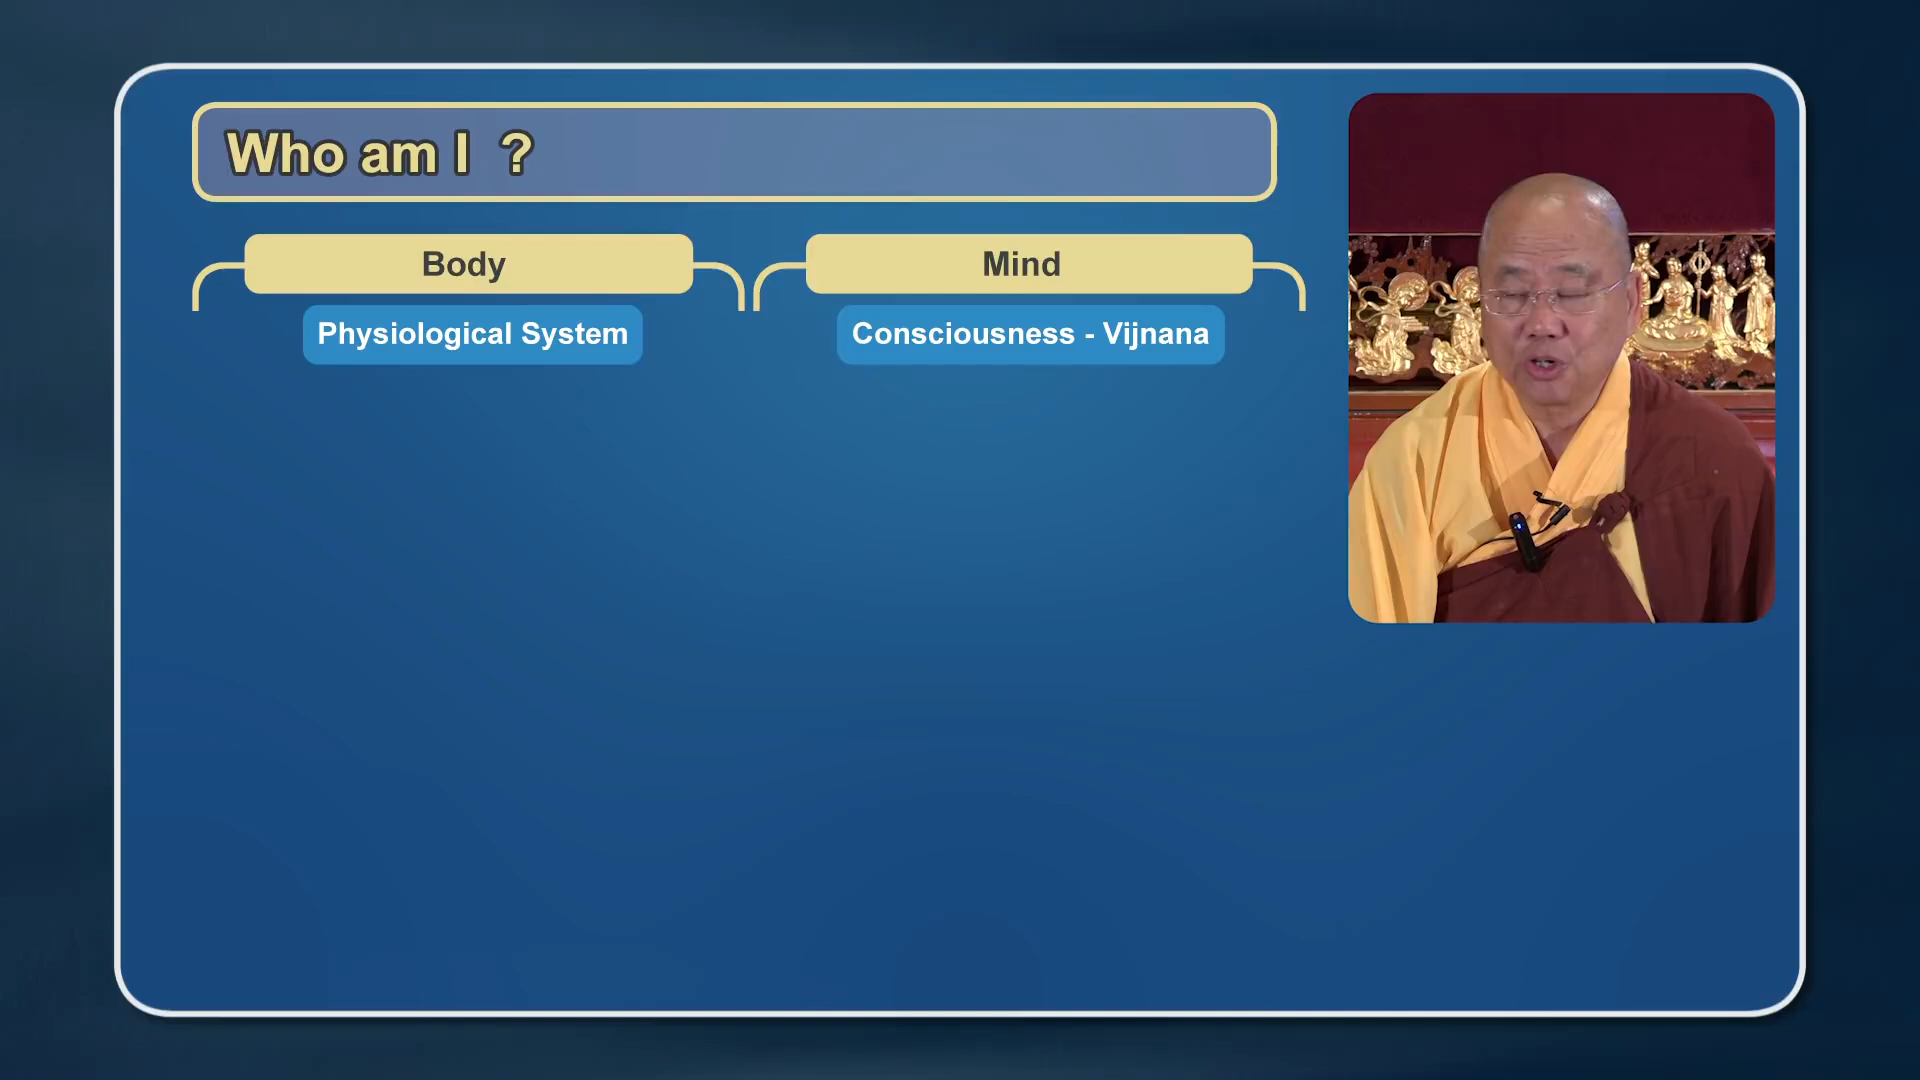 Who am I ?
Body
Mind
Physiological System
Consciousness - Vijnana